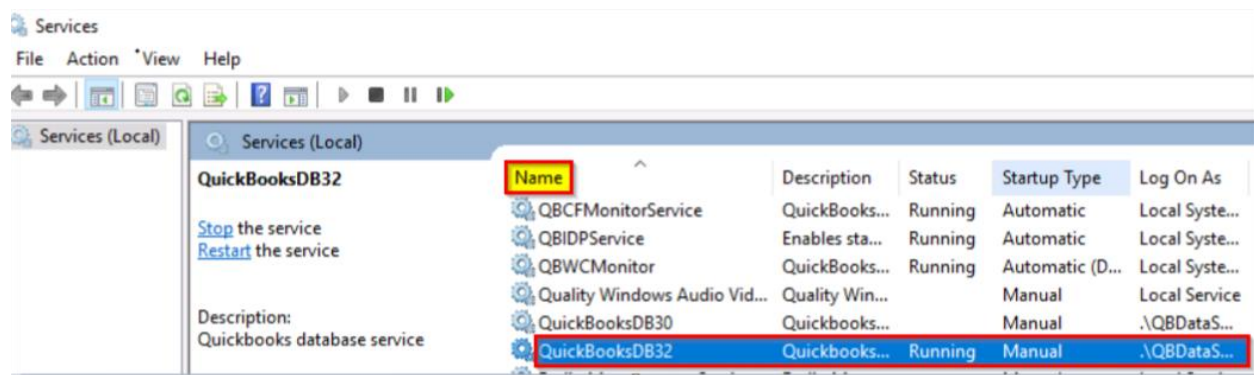 Services
File Action View Help
Services (Local)
Services (Local)
QuickBooksDB32
Stop the service
Restart the service
Description:
Quickbooks database service
Name Description Status Startup Type Log On As
QBCFMonitorService QuickBooks... Running Automatic Local Syste...
QBIDPService Enables sta... Running Automatic Local Syste...
QBWCMonitor QuickBooks... Running Automatic (D... Local Syste...
Quality Windows Audio Vid... Quality Win... Manual Local Service
QuickBooksDB30 Quickbooks... Manual .\QBDataS...
QuickBooksDB32 Quickbooks... Running Manual .\QBDataS...